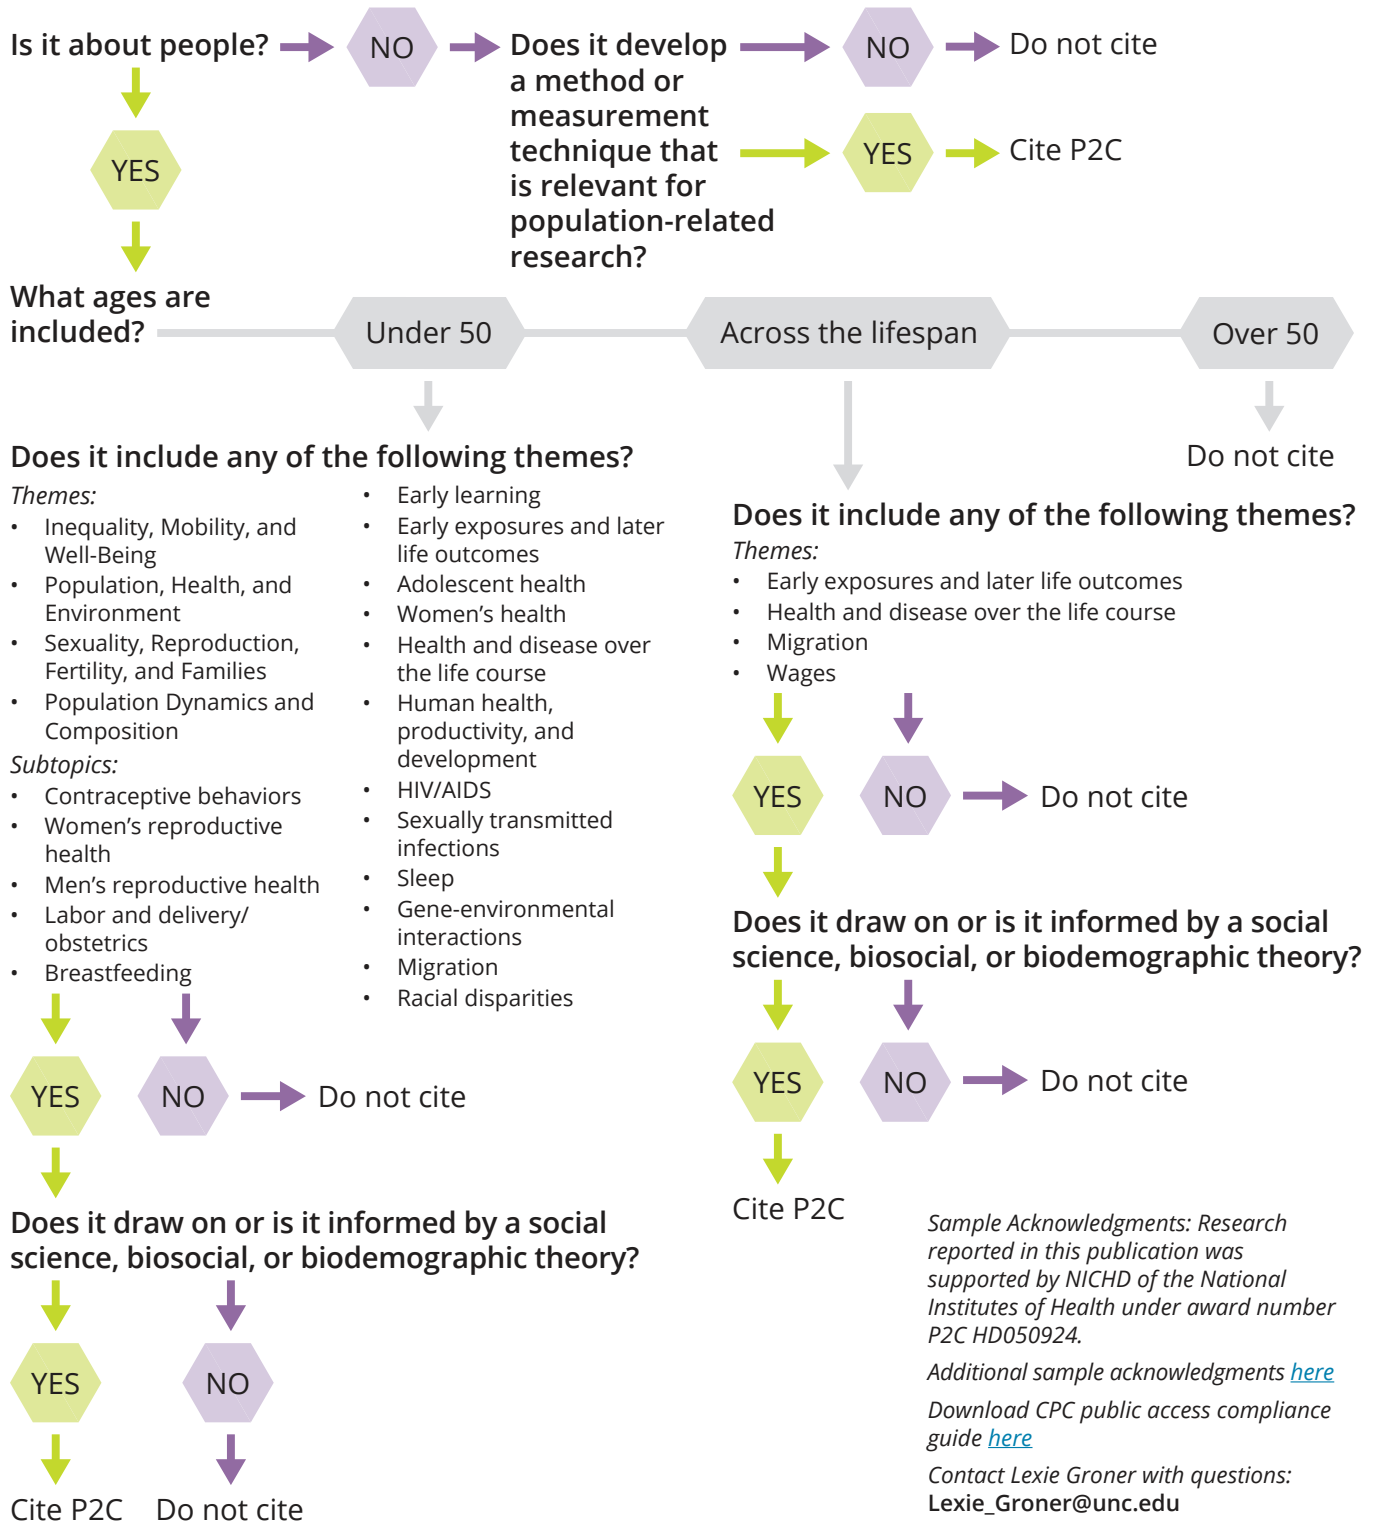 Is it about people?
NO
Does it develop
a method or
measurement
technique that
is relevant for
population-related
research?
NO
Do not cite
YES
Cite P2C
YES
What ages are
included?
Under 50
Across the lifespan
Over 50
Do not cite
Does it include any of the following themes?
Themes:
• Inequality, Mobility, and
Well-Being
• Population, Health, and
Environment
• Sexuality, Reproduction,
Fertility, and Families
• Population Dynamics and
Composition
Subtopics:
• Contraceptive behaviors
• Women's reproductive
health
• Men's reproductive health
• Labor and delivery/
obstetrics
• Breastfeeding
• Early learning
• Early exposures and later
life outcomes
• Adolescent health
• Women's health
• Health and disease over
the life course
• Human health,
productivity, and
development
• HIV/AIDS
• Sexually transmitted
infections
• Sleep
• Gene-environmental
interactions
• Migration
• Racial disparities
YES
NO
Do not cite
Does it draw on or is it informed by a social
science, biosocial, or biodemographic theory?
YES
NO
Cite P2C
Do not cite
Does it include any of the following themes?
Themes:
• Early exposures and later life outcomes
• Health and disease over the life course
• Migration
• Wages
YES
NO
Do not cite
Does it draw on or is it informed by a social
science, biosocial, or biodemographic theory?
YES
NO
Do not cite
Cite P2C
Sample Acknowledgments: Research
reported in this publication was
supported by NICHD of the National
Institutes of Health under award number
P2C HD050924.
Additional sample acknowledgments here
Download CPC public access compliance
guide here
Contact Lexie Groner with questions:
Lexie_Groner@unc.edu